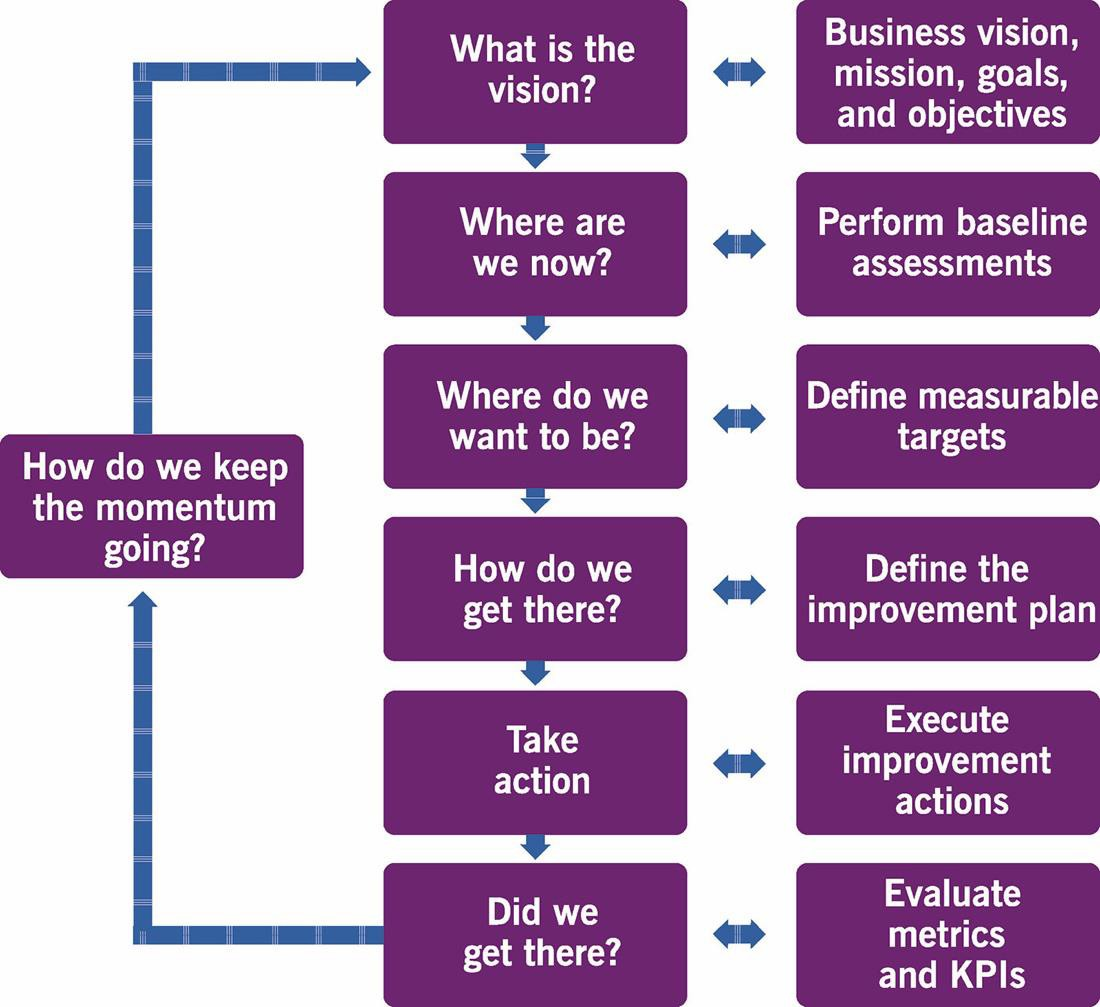 What is the
vision?
Business vision,
mission, goals,
and objectives
Where are
we now?
Perform baseline
assessments
Where do we
want to be?
Define measurable
targets
How do we keep
the momentum
going?
How do we
get there?
Define the
improvement plan
Take
action
Execute
improvement
actions
Did we
get there?
Evaluate
metrics
and KPIs